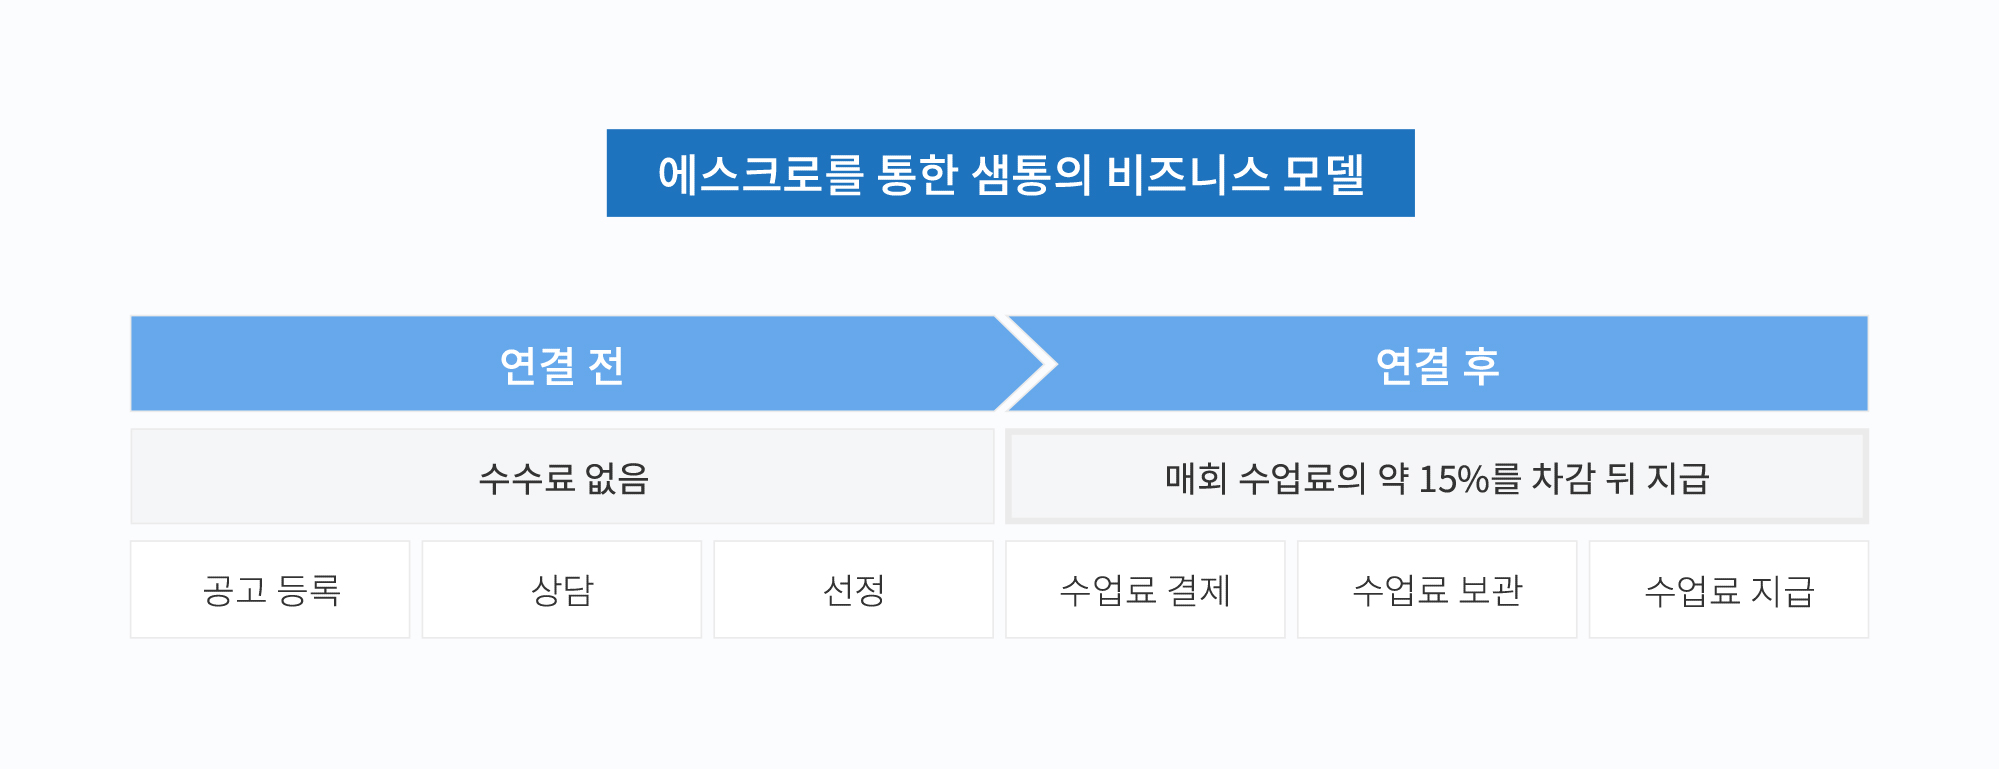 에스크로를 통한 샘통의 비즈니스 모델
연결 전
연결 후
수수료 없음
매회 수업료의 약 15%를 차감 뒤 지급
공고 등록
상담
선정
수업료 결제
수업료 보관
수업료 지급